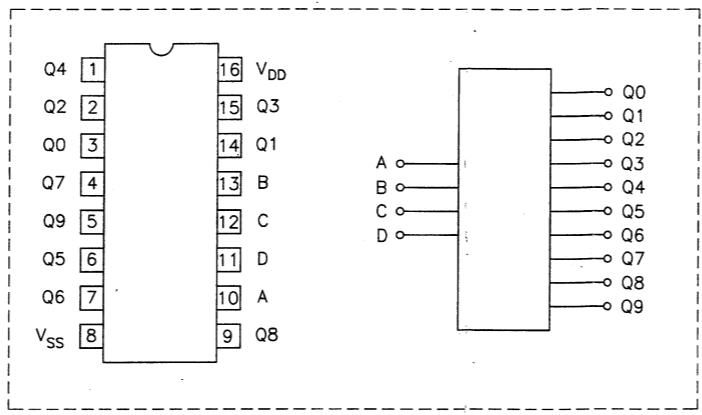 Q4 1 16 VDD
Q2 2 15 Q3
Q0 3 14 Q1
Q7 4 13 B
Q9 5 12 C
Q5 6 11 D
Q6 7 10 A
VSS 8 9 Q8
A
B
C
D
Q0
Q1
Q2
Q3
Q4
Q5
Q6
Q7
Q8
Q9